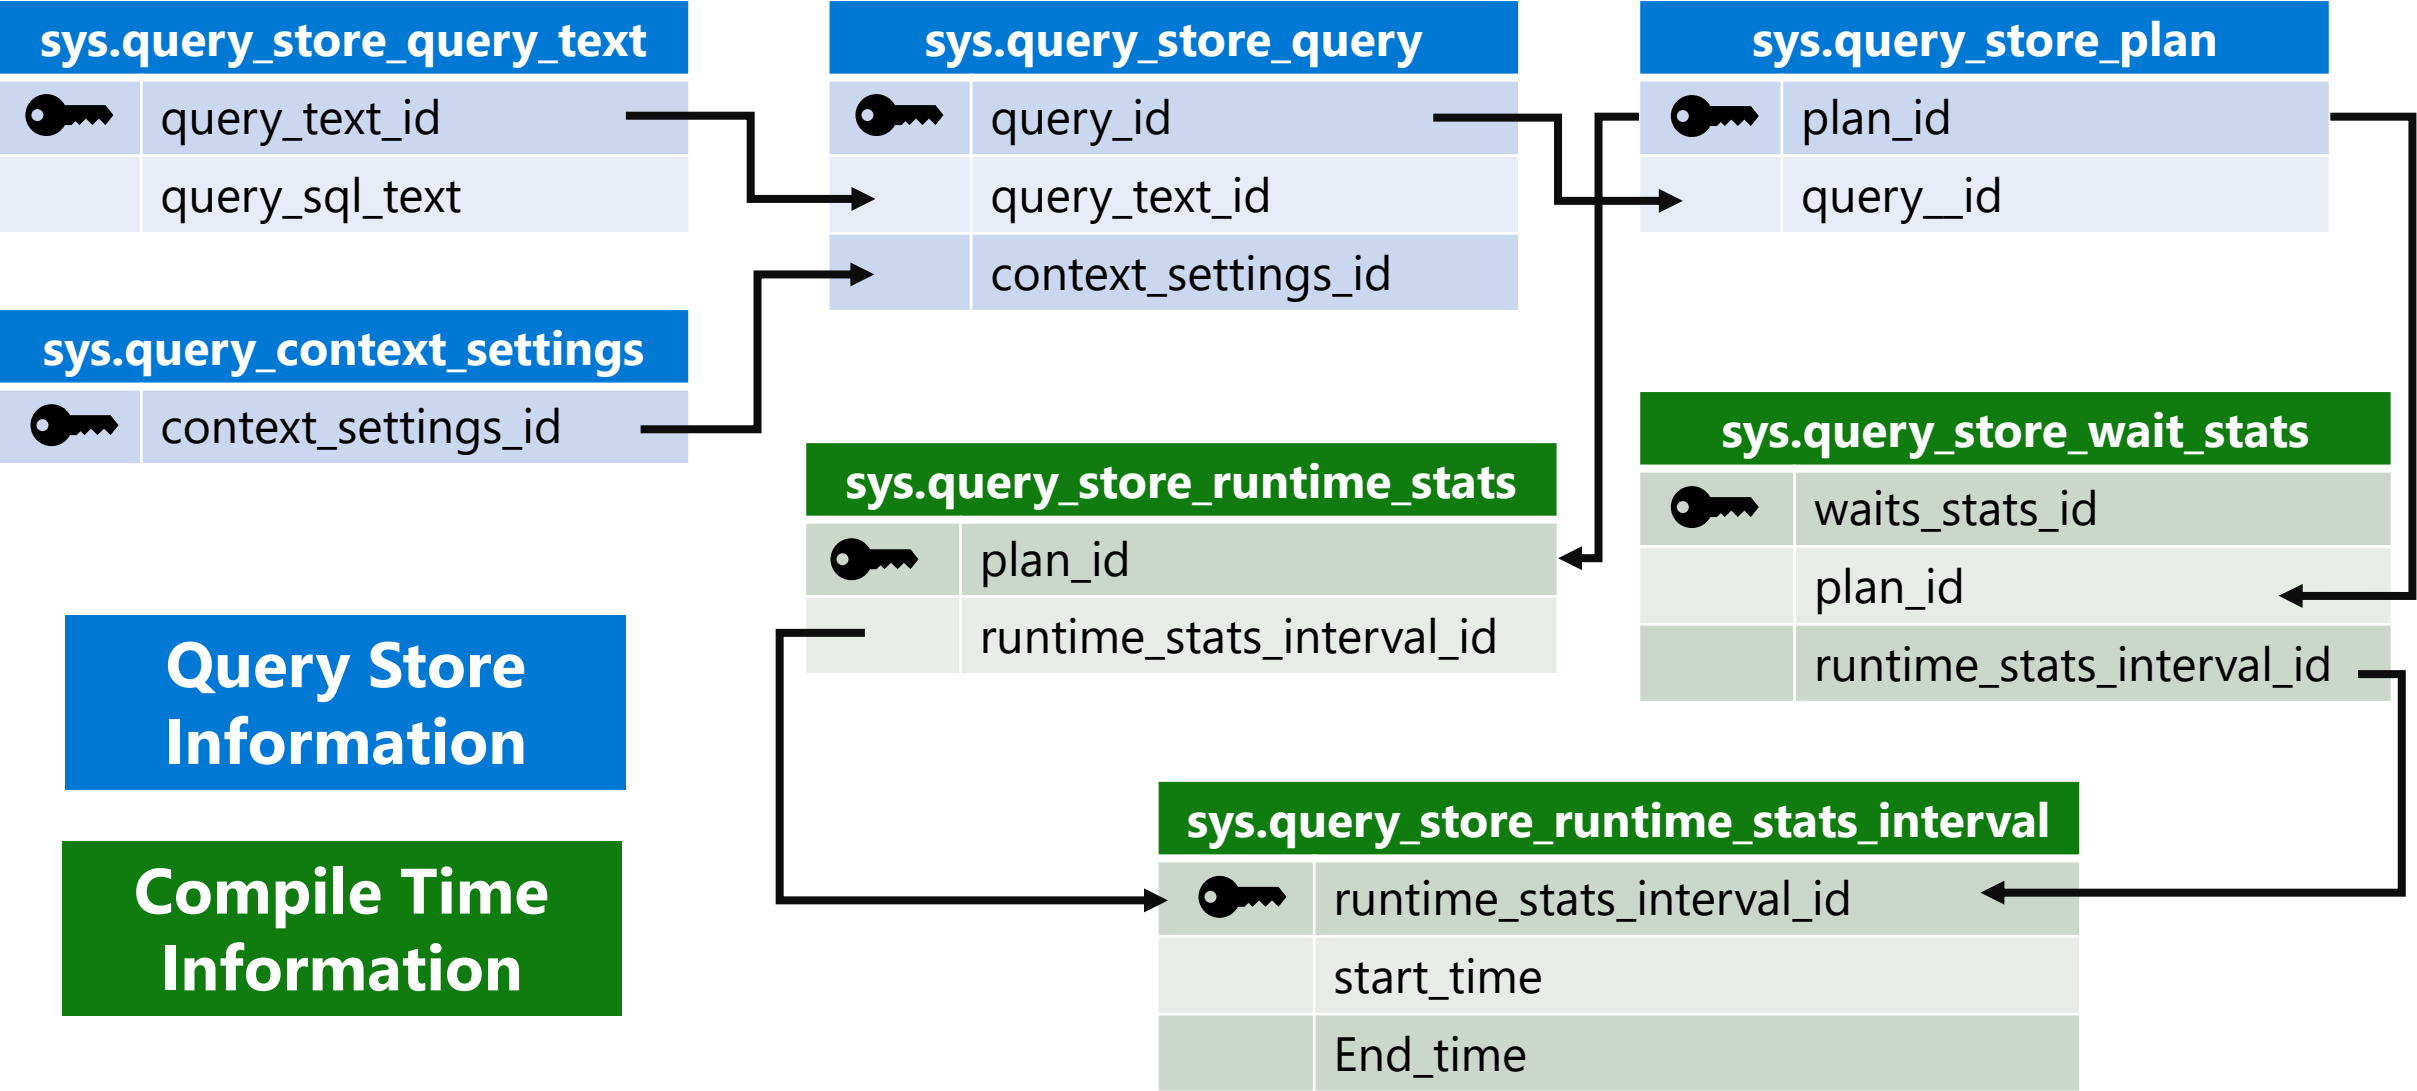 sys.query_store_query_text
query_text_id
query_sql_text
sys.query_context_settings
context_settings_id
sys.query_store_query
query_id
query_text_id
context_settings_id
sys.query_store_plan
plan_id
query__id
sys.query_store_runtime_stats
plan_id
runtime_stats_interval_id
sys.query_store_wait_stats
waits_stats_id
plan_id
runtime_stats_interval_id
Query Store
Information
Compile Time
Information
sys.query_store_runtime_stats_interval
runtime_stats_interval_id
start_time
End_time